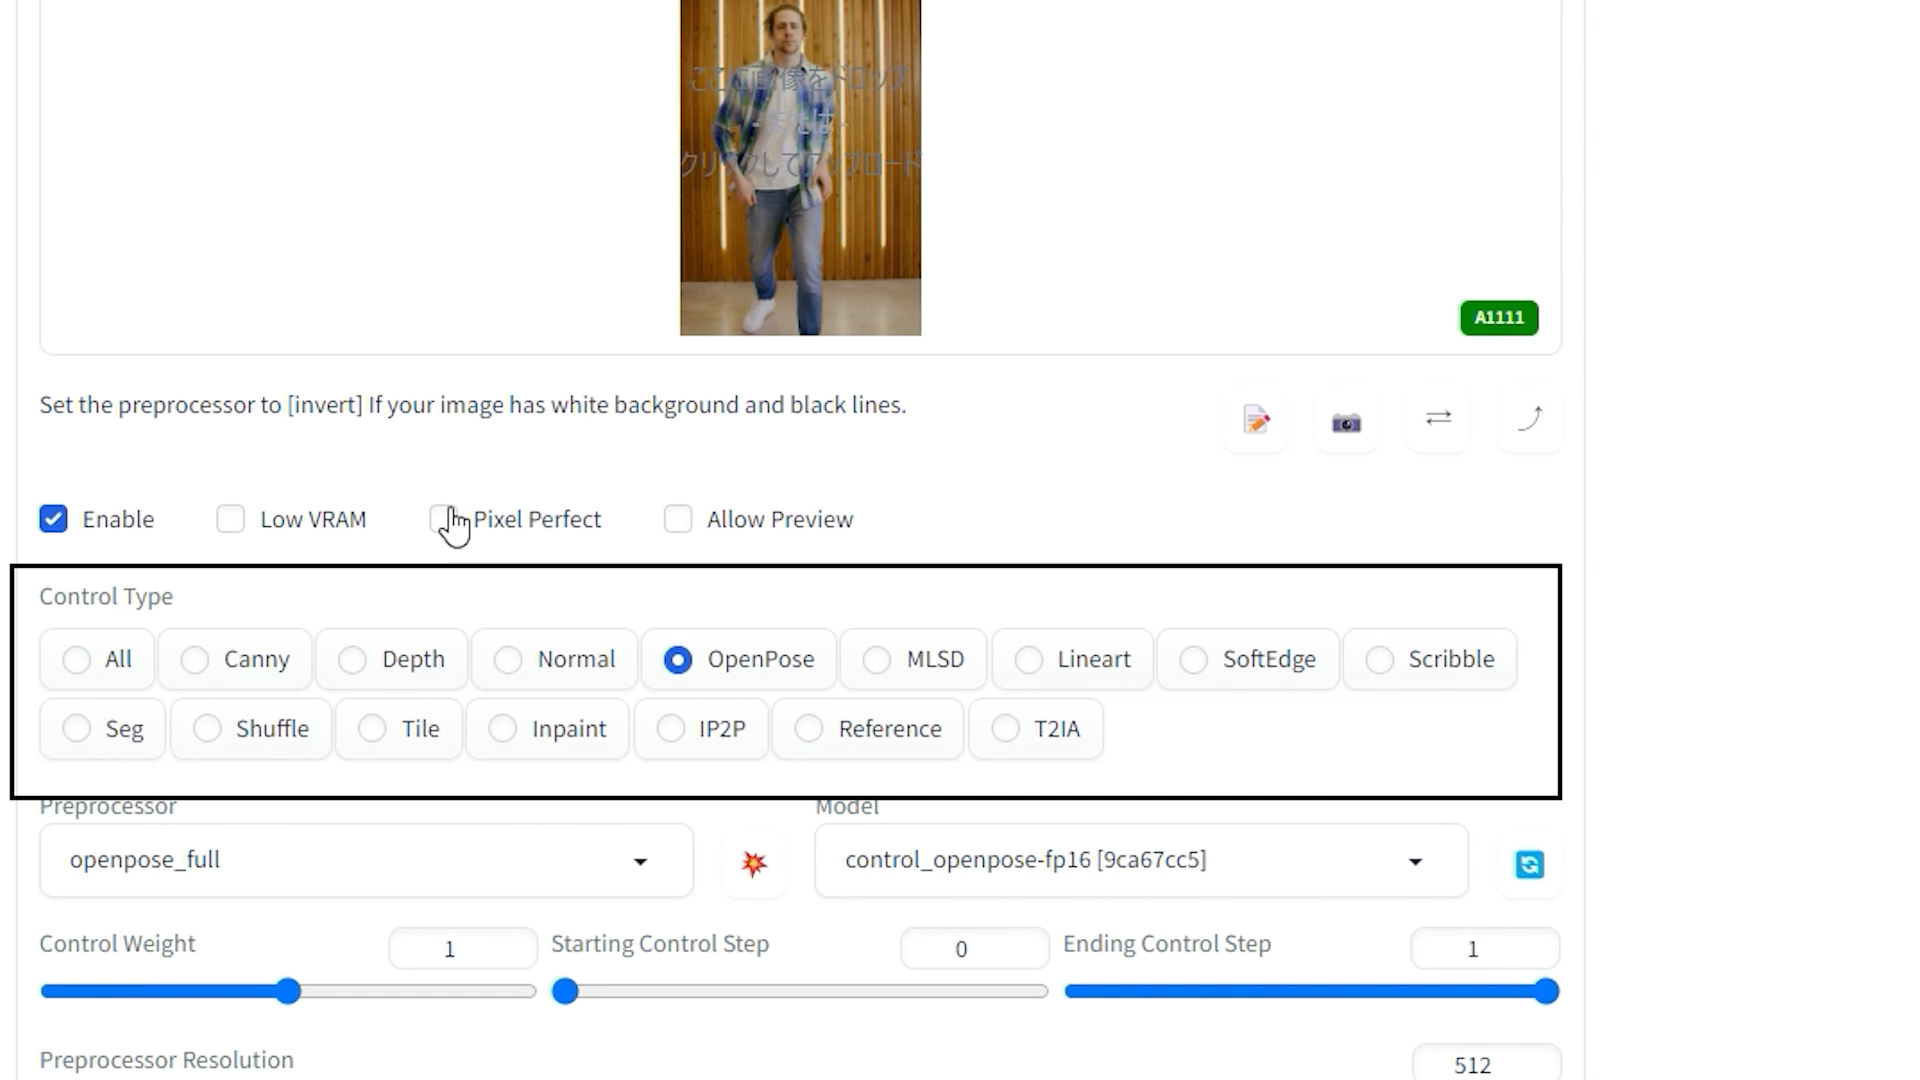 ここに画像をドロップ
-または-
クリックしてアップロード
A1111
Set the preprocessor to [invert] If your image has white background and black lines.
Enable Low VRAM Pixel Perfect Allow Preview
Control Type
All Canny Depth Normal OpenPose MLSD Lineart SoftEdge Scribble
Seg Shuffle Tile Inpaint IP2P Reference T2IA
Preprocessor Model
openpose_full control_openpose-fp16 [9ca67cc5]
Control Weight 1 Starting Control Step 0 Ending Control Step 1
Preprocessor Resolution 512